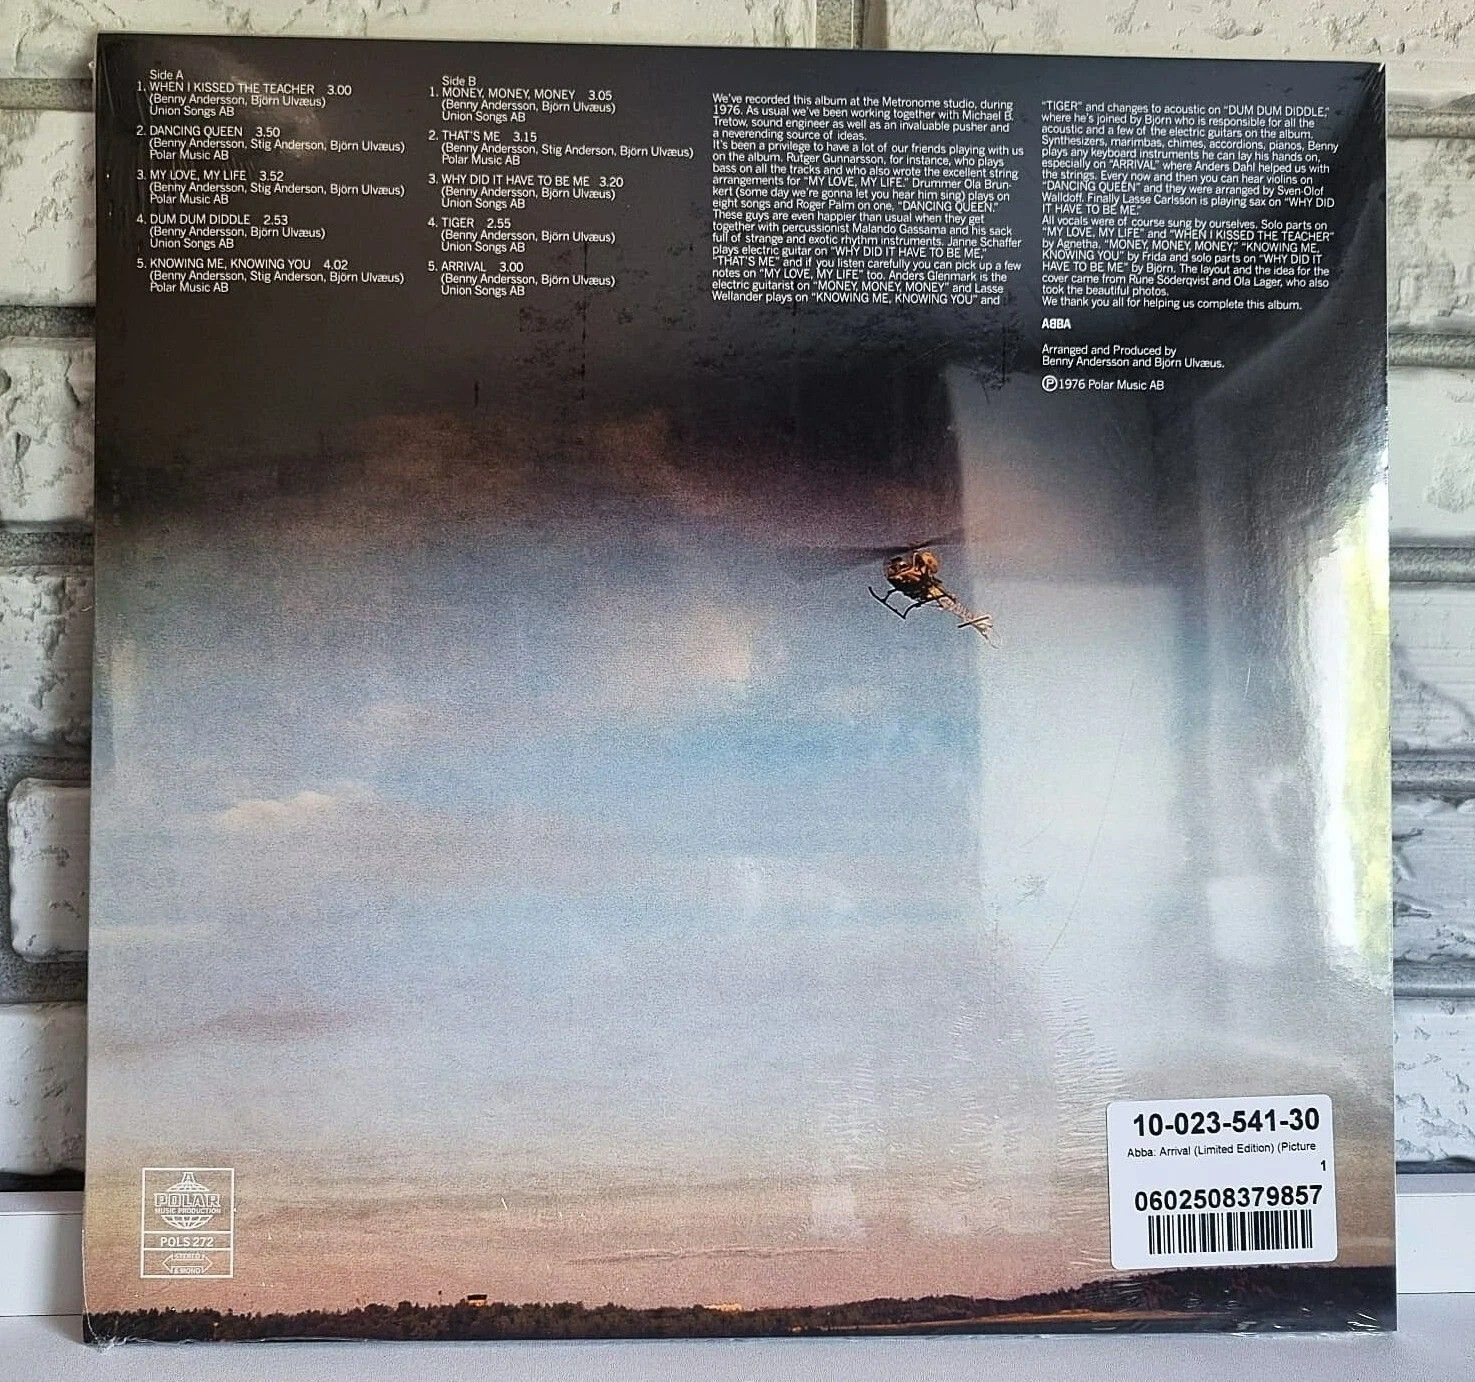 Side A
1. WHEN I KISSED THE TEACHER 3.00
(Benny Andersson, Björn Ulvæus)
Union Songs AB
2. DANCING QUEEN 3.50
(Benny Andersson, Stig Anderson, Björn Ulvæus)
Polar Music AB
3. MY LOVE, MY LIFE 3.52
(Benny Andersson, Stig Anderson, Björn Ulvæus)
Polar Music AB
4. DUM DUM DIDDLE 2.53
(Benny Andersson, Björn Ulvæus)
Union Songs AB
5. KNOWING ME, KNOWING YOU 4.02
(Benny Andersson, Stig Anderson, Björn Ulvæus)
Polar Music AB
Side B
1. MONEY, MONEY, MONEY 3.05
(Benny Andersson, Björn Ulvæus)
Union Songs AB
2. THAT'S ME 3.15
(Benny Andersson, Stig Anderson, Björn Ulvæus)
Polar Music AB
3. WHY DID IT HAVE TO BE ME 3.20
(Benny Andersson, Björn Ulvæus)
Union Songs AB
4. TIGER 2.55
(Benny Andersson, Björn Ulvæus)
Union Songs AB
5. ARRIVAL 3.00
(Benny Andersson, Björn Ulvæus)
Union Songs AB
We've recorded this album at the Metronome studio, during
1976. As usual we've been working together with Michael B.
Tretow, sound engineer as well as an invaluable pusher and
a neverending source of ideas.
It's been a privilege to have a lot of our friends playing with us
on the album. Rutger Gunnarsson, for instance, who plays
bass on all the tracks and who also wrote the excellent string
arrangements for "MY LOVE, MY LIFE." Drummer Ola Brun-
kert (some day we're gonna let you hear him sing) plays on
eight songs and Roger Palm on one, "DANCING QUEEN."
These guys are even happier than usual when they get
together with percussionist Malando Gassama and his sack
full of strange and exotic rhythm instruments. Janne Schaffer
plays electric guitar on "WHY DID IT HAVE TO BE ME,"
"THAT'S ME" and if you listen carefully you can pick up a few
notes on "MY LOVE, MY LIFE" too. Anders Glenmark is the
electric guitarist on "MONEY, MONEY, MONEY" and Lasse
Wellander plays on "KNOWING ME, KNOWING YOU" and
"TIGER" and changes to acoustic on "DUM DUM DIDDLE,"
where he's joined by Björn who is responsible for all the
acoustic and a few of the electric guitars on the album.
Synthesizers, marimbas, chimes, accordions, pianos, Benny
plays any keyboard instruments he can lay his hands on,
especially on "ARRIVAL" where Anders Dahl helped us with
the strings. Every now and then you can hear violins on
"DANCING QUEEN" and they were arranged by Sven-Olof
Walldoff. Finally Lasse Carlsson is playing sax on "WHY DID
IT HAVE TO BE ME."
All vocals were of course sung by ourselves. Solo parts on
"MY LOVE, MY LIFE" and "WHEN I KISSED THE TEACHER"
by Agnetha. "MONEY, MONEY, MONEY," "KNOWING ME,
KNOWING YOU" by Frida and solo parts on "WHY DID IT
HAVE TO BE ME" by Björn. The layout and the idea for the
cover came from Rune Söderqvist and Ola Lager, who also
took the beautiful photos.
We thank you all for helping us complete this album.
ABBA
Arranged and Produced by
Benny Andersson and Björn Ulvæus.
Ⓟ 1976 Polar Music AB
POLAR
MUSIC PRODUCTION
POLS 272
STEREO
& MONO
10-023-541-30
Abba: Arrival (Limited Edition) (Picture
1
0602508379857